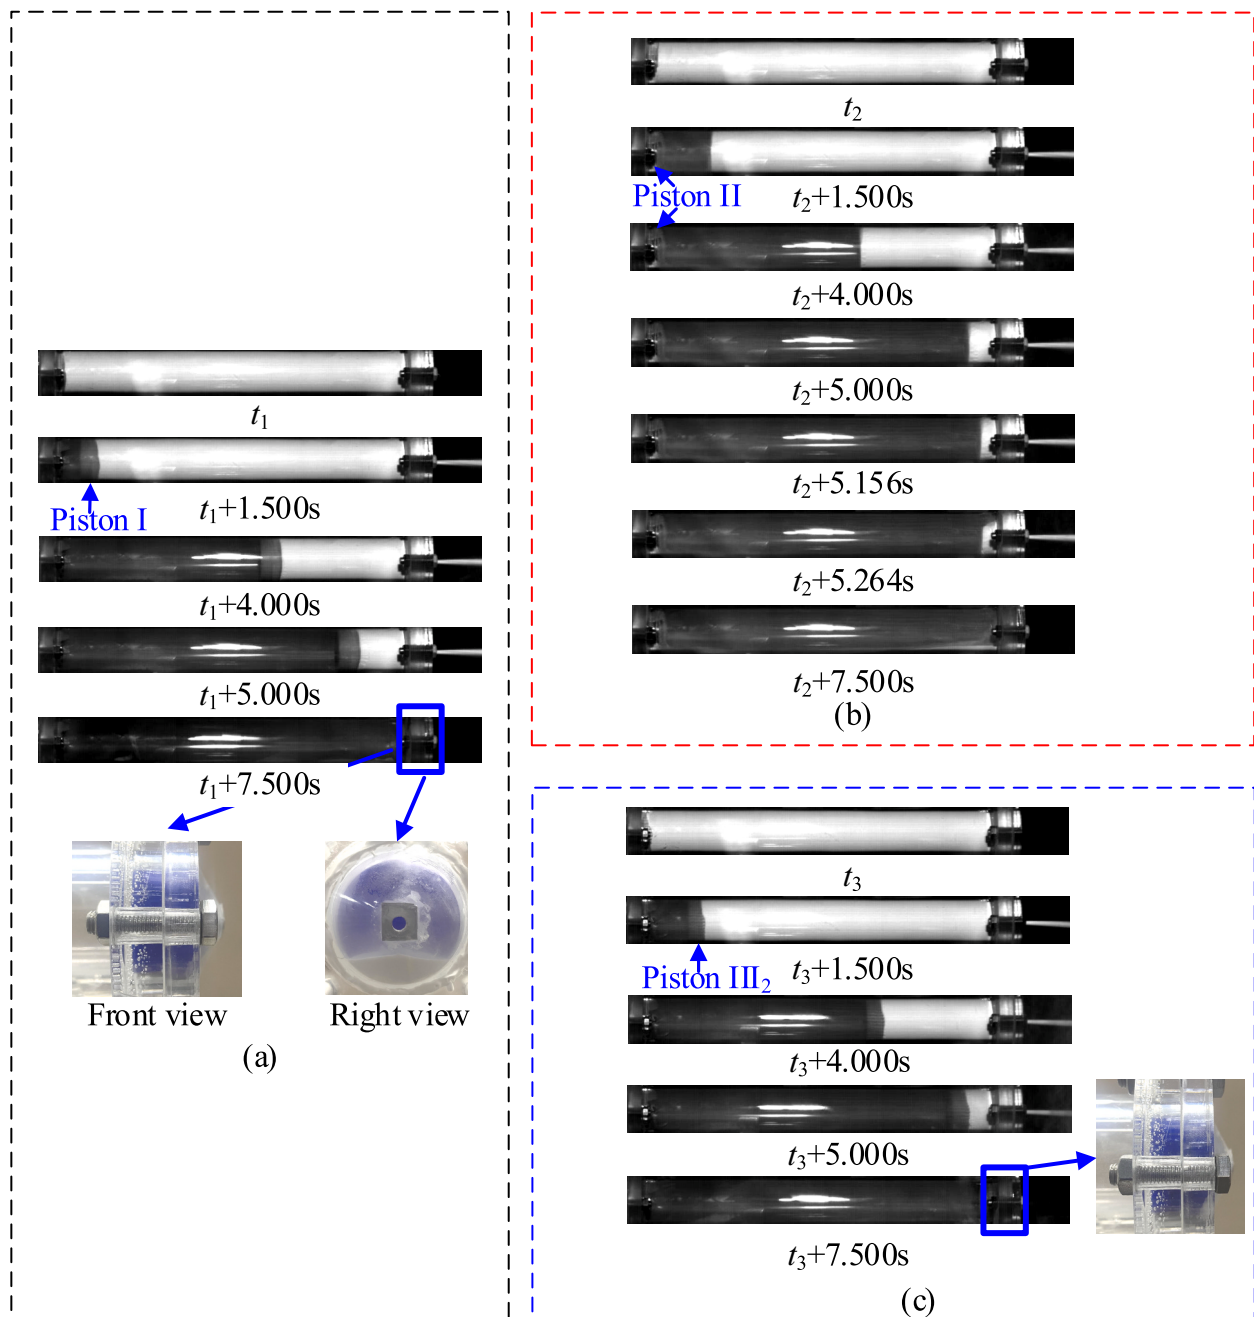 t₁
t₁+1.500s
Piston I
t₁+4.000s
t₁+5.000s
t₁+7.500s
Front view
Right view
(a)
t₂
t₂+1.500s
Piston II
t₂+4.000s
t₂+5.000s
t₂+5.156s
t₂+5.264s
t₂+7.500s
(b)
t₃
t₃+1.500s
Piston III₂
t₃+4.000s
t₃+5.000s
t₃+7.500s
(c)